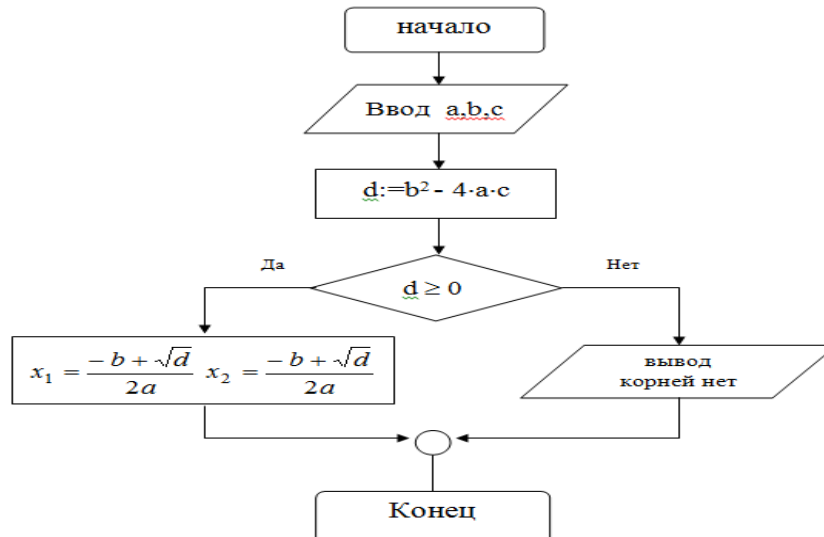 начало
Ввод a,b,c
d:=b² - 4·a·c
Да
d ≥ 0
Нет
x₁ = (-b + √d)/(2a) x₂ = (-b + √d)/(2a)
вывод
корней нет
Конец